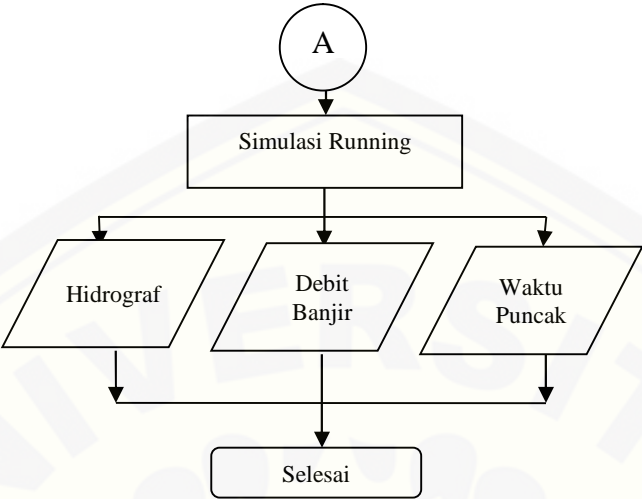 A
Simulasi Running
Hidrograf
Debit
Banjir
Waktu
Puncak
Selesai